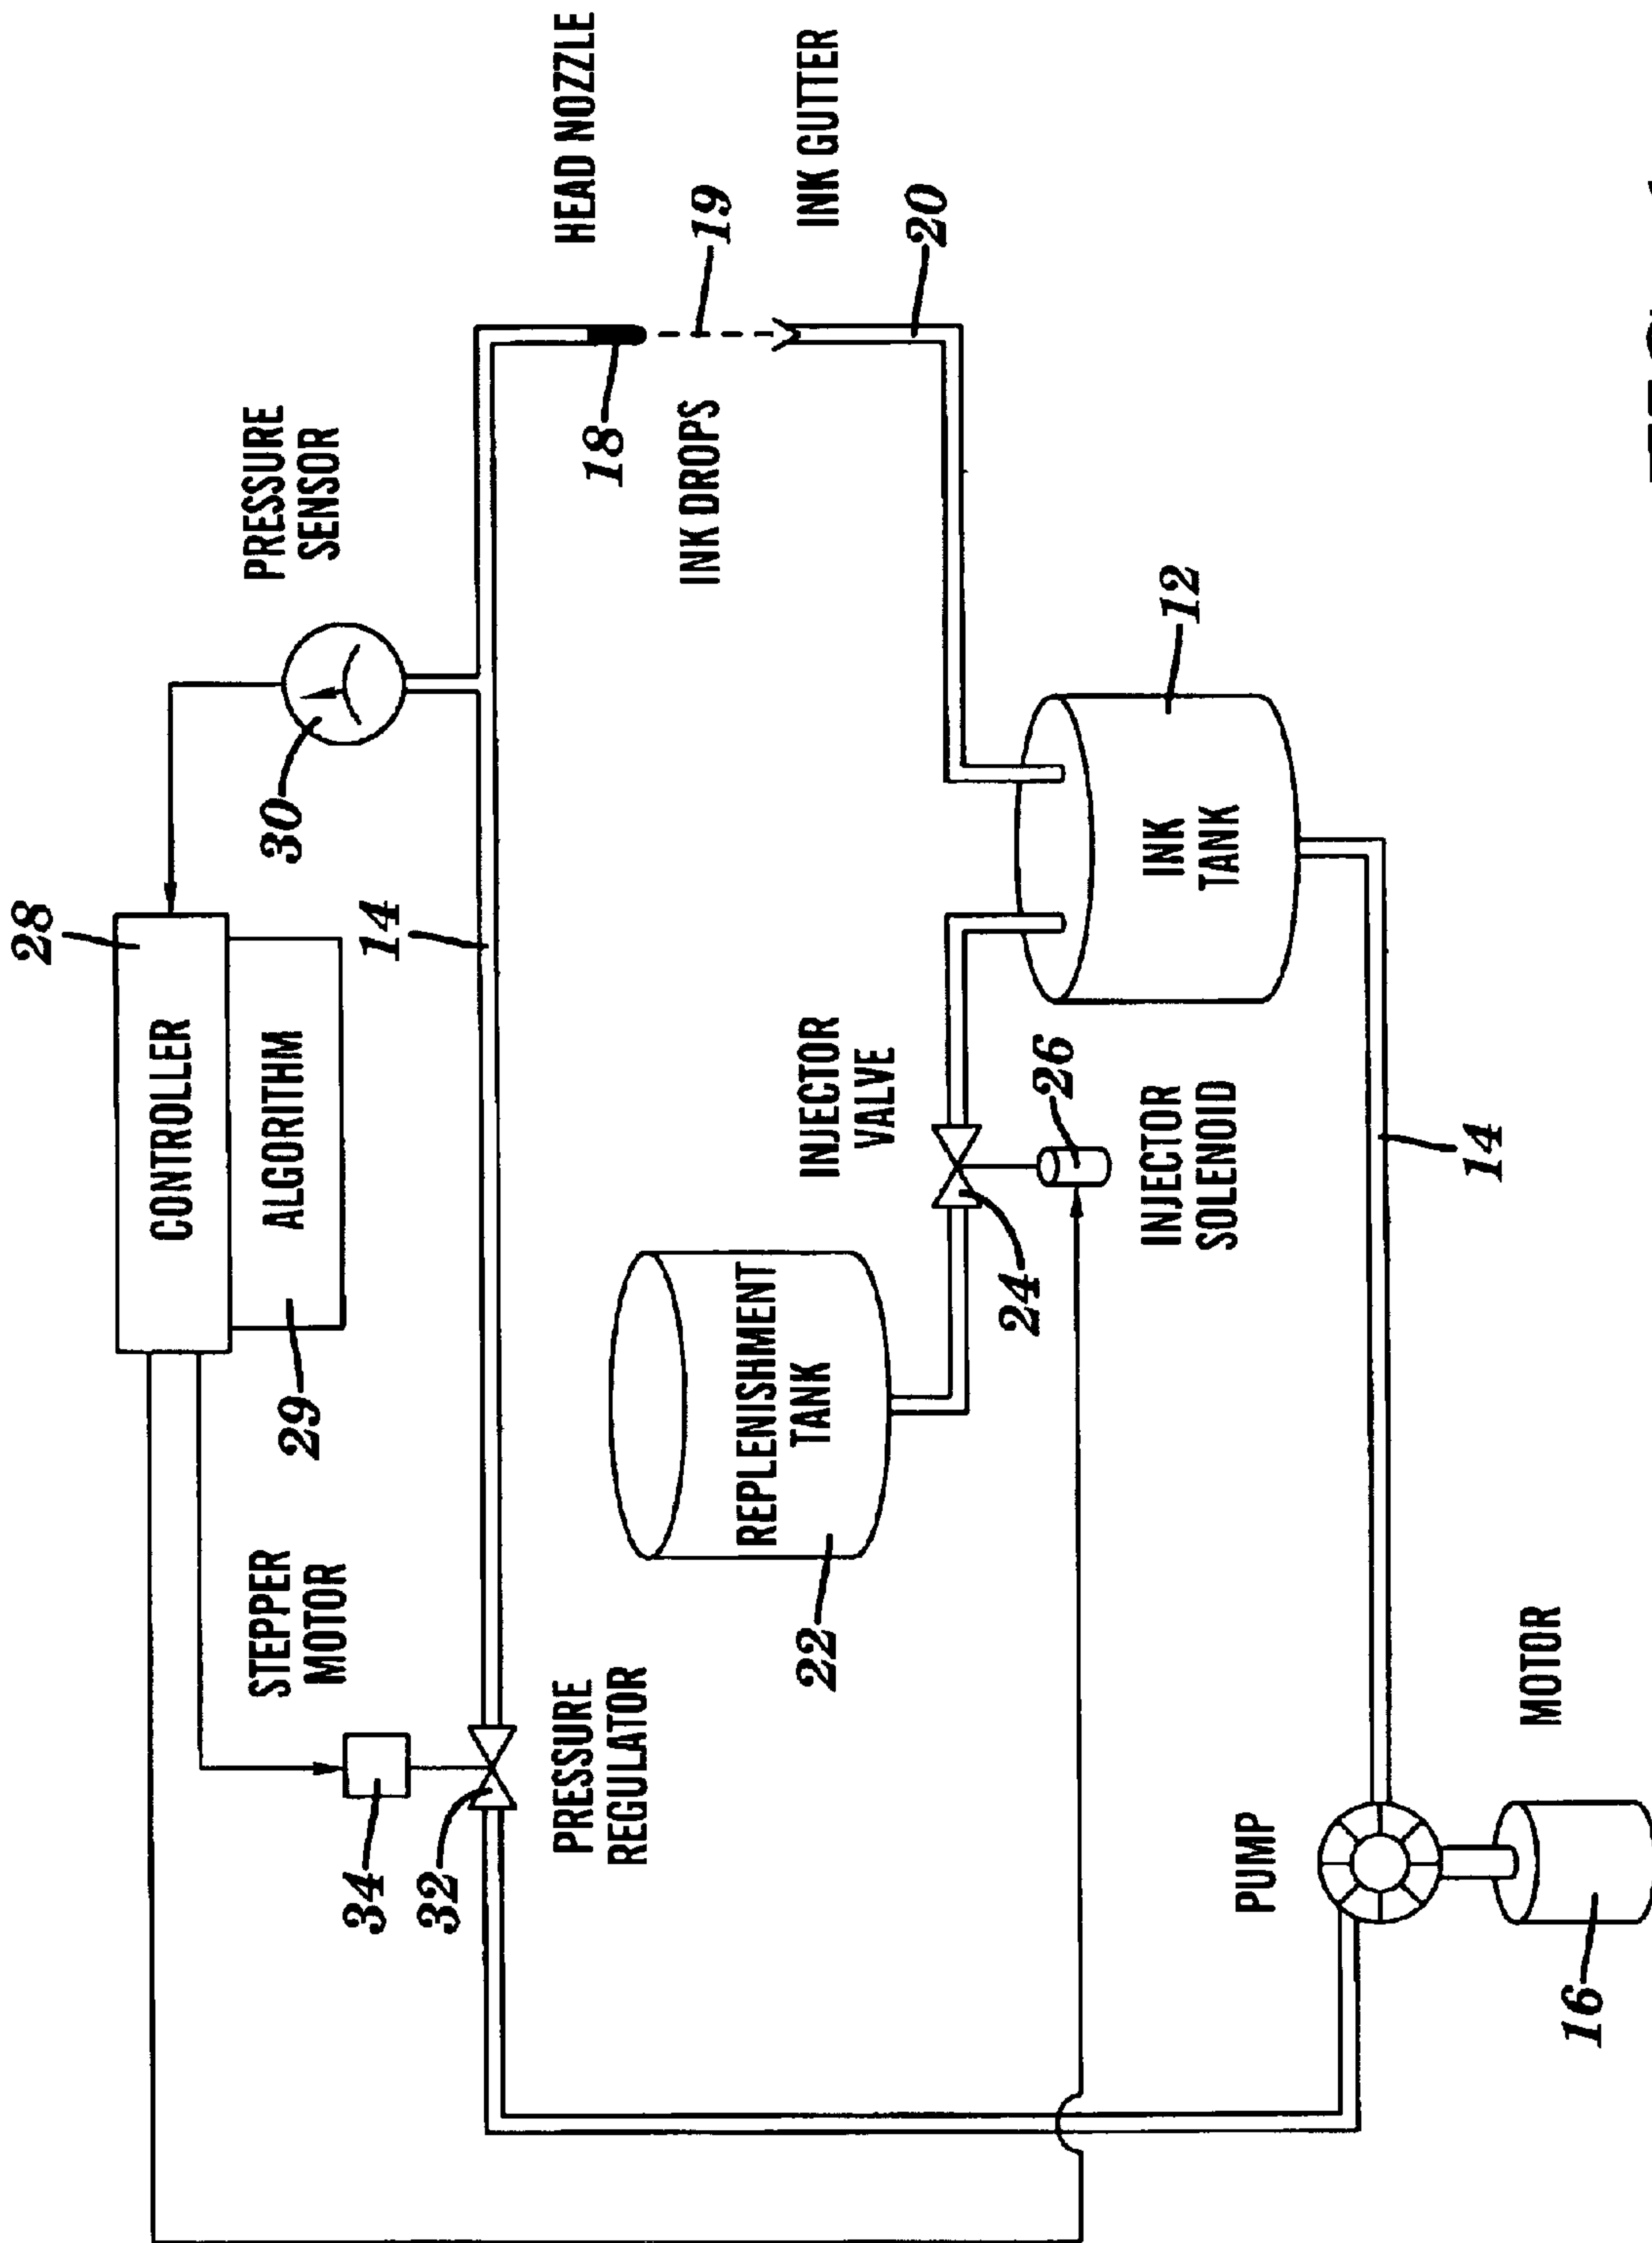 28
CONTROLLER
ALGORITHM
29
30
PRESSURE
SENSOR
STEPPER
MOTOR
34
32
PRESSURE
REGULATOR
14
HEAD NOZZLE
18
19
INK DROPS
INK GUTTER
20
REPLENISHMENT
TANK
22
INJECTOR
VALVE
24
26
INJECTOR
SOLENOID
INK
TANK
12
14
PUMP
MOTOR
16